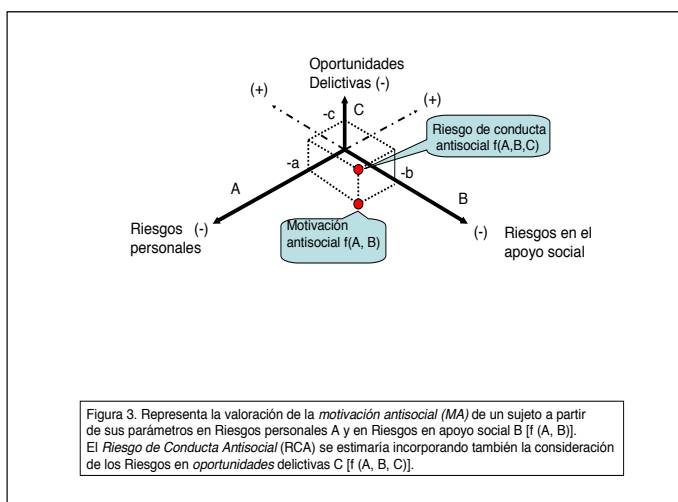 Oportunidades
Delictivas (-)
(+)
-c
C
(+)
Riesgo de conducta
antisocial f(A,B,C)
-a
-b
A
B
Riesgos
personales
(-)
Motivación
antisocial f(A, B)
(-)
Riesgos en el
apoyo social
Figura 3. Representa la valoración de la motivación antisocial (MA) de un sujeto a partir
de sus parámetros en Riesgos personales A y en Riesgos en apoyo social B [f (A, B)].
El Riesgo de Conducta Antisocial (RCA) se estimaría incorporando también la consideración
de los Riesgos en oportunidades delictivas C [f (A, B, C)].